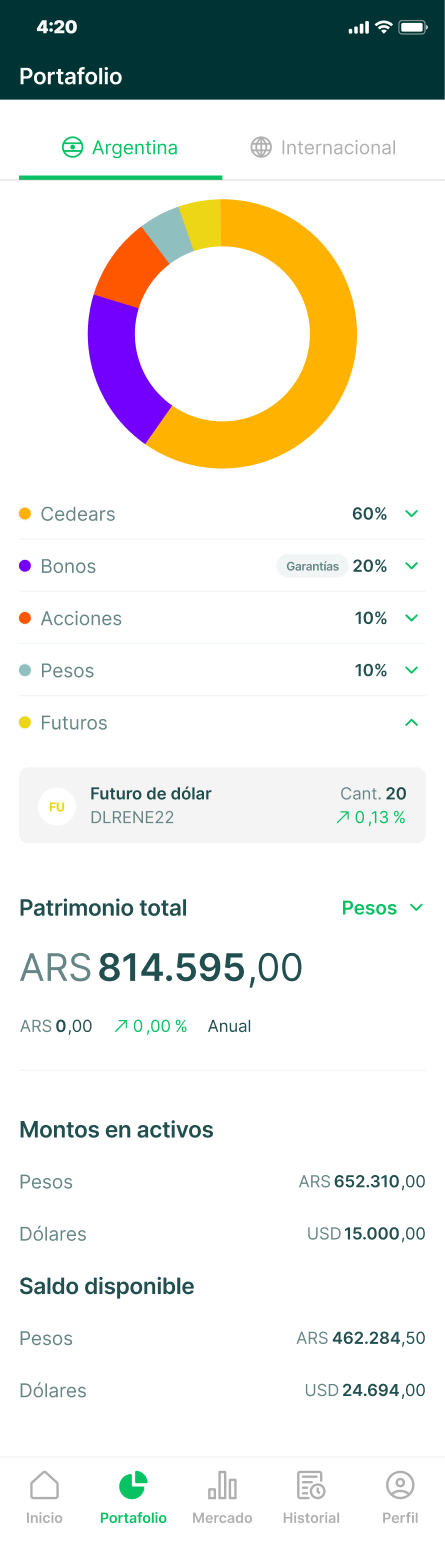 4:20
Portafolio
Argentina Internacional
Cedears 60%
Bonos Garantías 20%
Acciones 10%
Pesos 10%
Futuros
FU Futuro de dólar Cant. 20
DLRENE22 0,13 %
Patrimonio total Pesos
ARS 814.595,00
ARS 0,00 0,00 % Anual
Montos en activos
Pesos ARS 652.310,00
Dólares USD 15.000,00
Saldo disponible
Pesos ARS 462.284,50
Dólares USD 24.694,00
Inicio Portafolio Mercado Historial Perfil